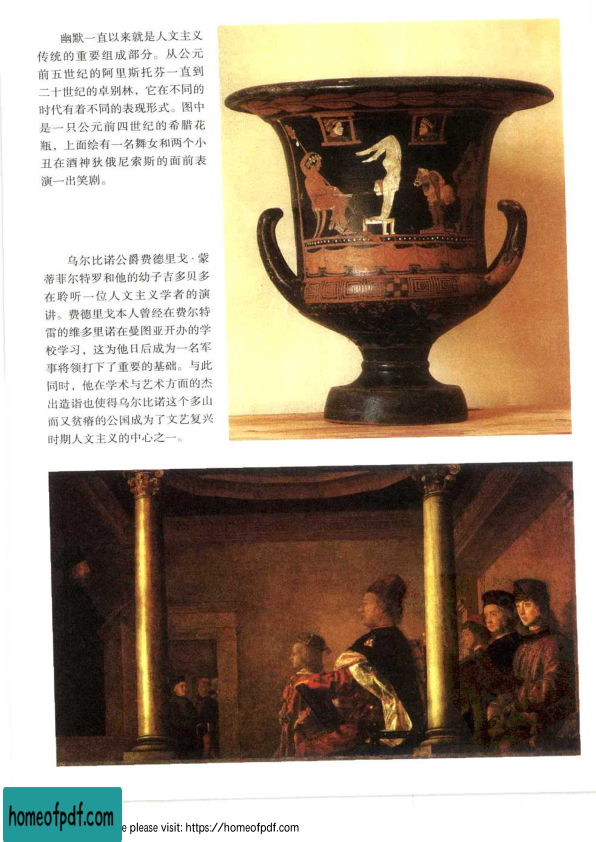 幽默一直以来就是人文主义
传统的重要组成部分。从公元
前五世纪的阿里斯托芬一直到
二十世纪的卓别林，它在不同的
时代有着不同的表现形式。图中
是一只公元前四世纪的希腊花
瓶，上面绘有一名舞女和两个小
丑在酒神狄俄尼索斯的面前表
演一出笑剧。
乌尔比诺公爵费德里戈·蒙
蒂菲尔特罗和他的幼子吉多贝多
在聆听一位人文主义学者的演
讲。费德里戈本人曾经在费尔特
雷的维多里诺在曼图亚开办的学
校学习，这为他日后成为一名军
事将领打下了重要的基础。与此
同时，他在学术与艺术方面的杰
出造诣也使得乌尔比诺这个多山
而又贫瘠的公国成为了文艺复兴
时期人文主义的中心之一。
homeofpdf.com
e please visit: https://homeofpdf.com